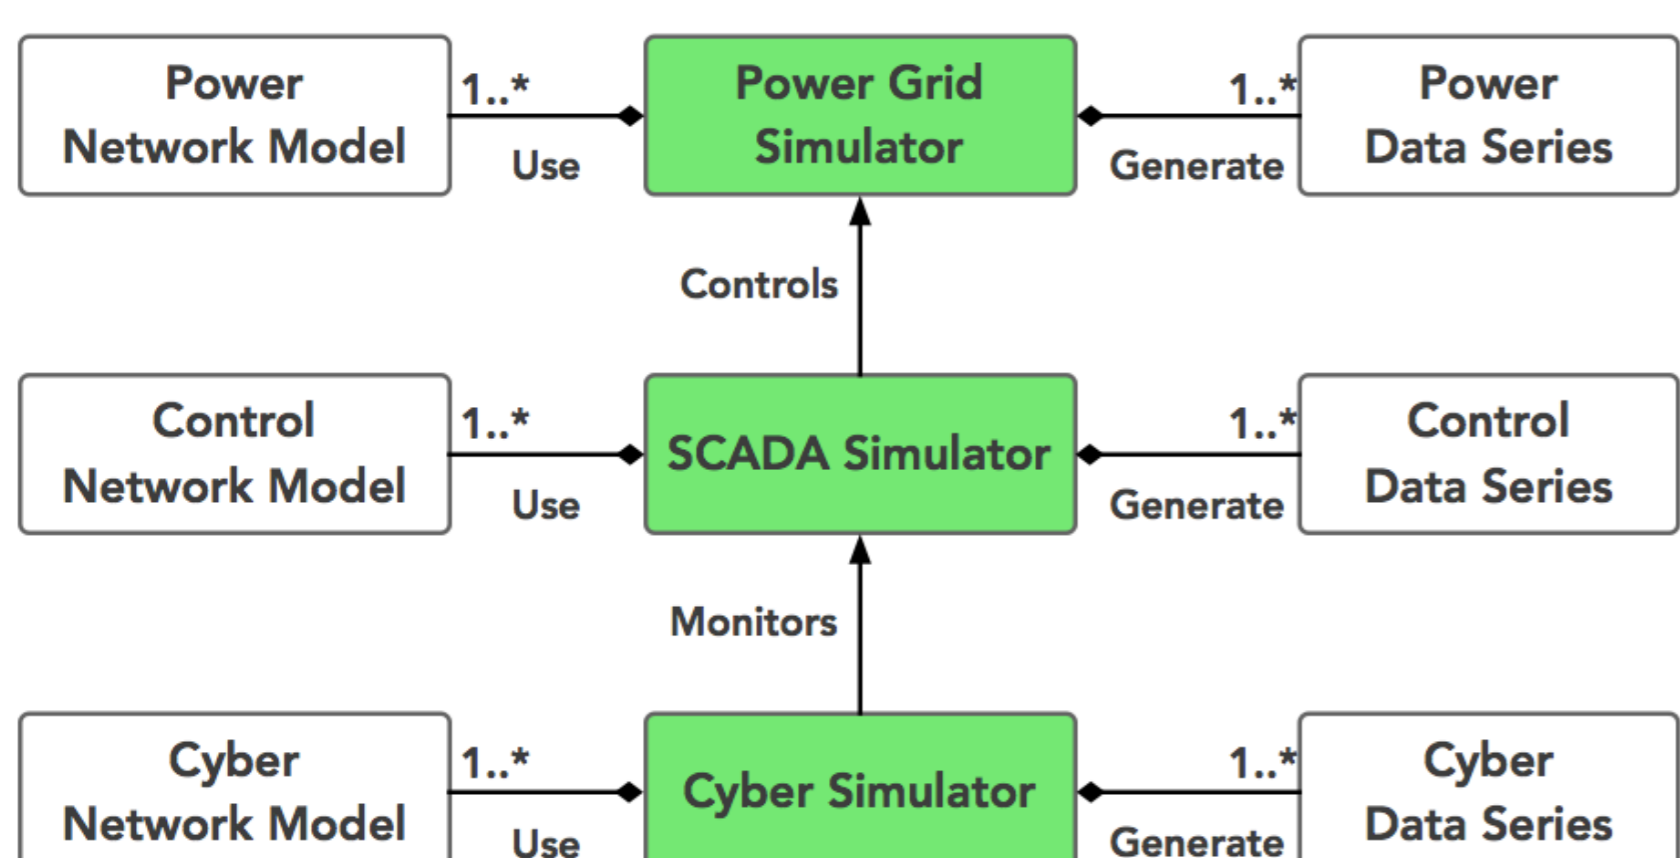 Power
Network Model
1..*
Use
Power Grid
Simulator
1..*
Generate
Power
Data Series
Controls
Control
Network Model
1..*
Use
SCADA Simulator
1..*
Generate
Control
Data Series
Monitors
Cyber
Network Model
1..*
Use
Cyber Simulator
1..*
Generate
Cyber
Data Series